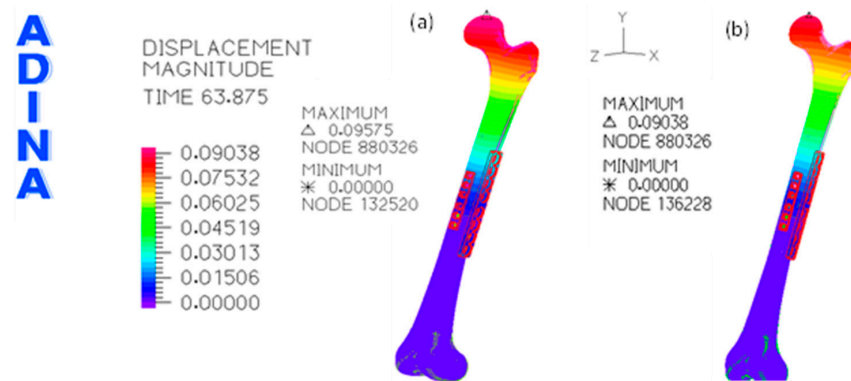 ADINA
DISPLACEMENT
MAGNITUDE
TIME 63.875
0.09038
0.07532
0.06025
0.04519
0.03013
0.01506
0.00000
(a)
MAXIMUM
△ 0.09575
NODE 880326
MINIMUM
* 0.00000
NODE 132520
Y
Z
X
(b)
MAXIMUM
△ 0.09038
NODE 880326
MINIMUM
* 0.00000
NODE 136228